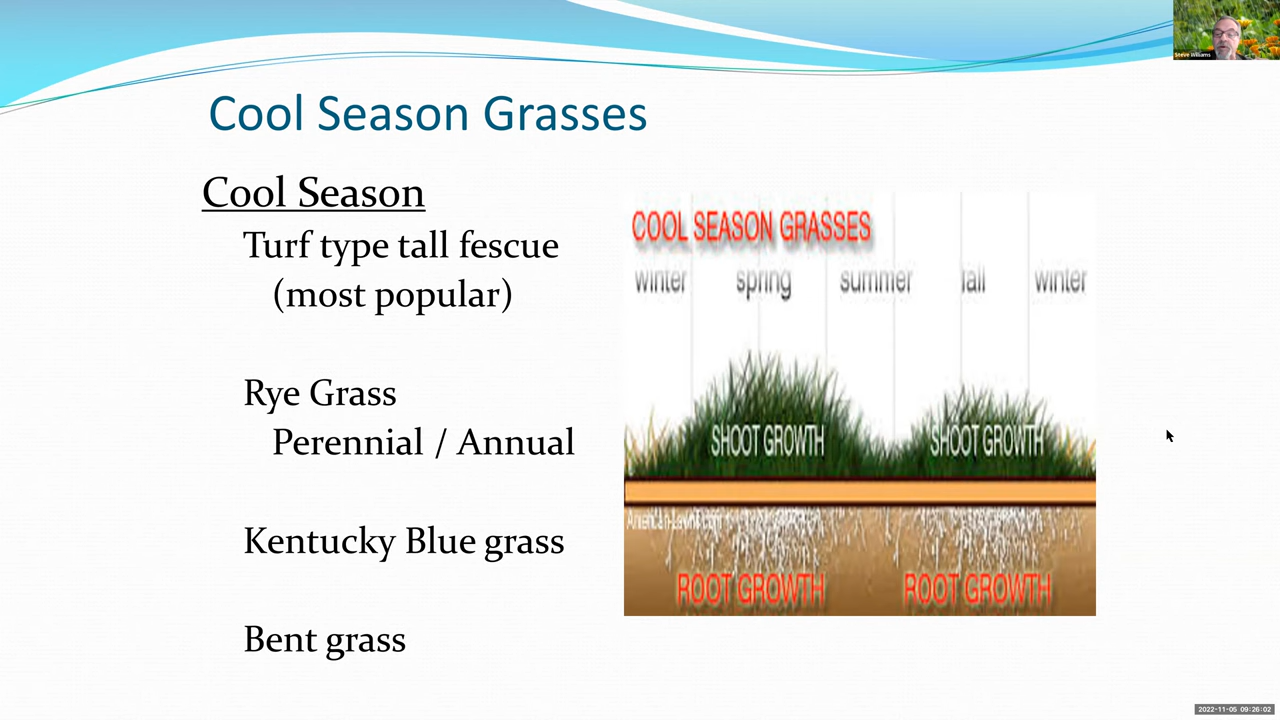 Steve Williams
Cool Season Grasses
Cool Season
Turf type tall fescue
(most popular)
Rye Grass
Perennial / Annual
Kentucky Blue grass
Bent grass
COOL SEASON GRASSES
winter spring summer fall winter
SHOOT GROWTH SHOOT GROWTH
American-Lawns.com
ROOT GROWTH ROOT GROWTH
2022-11-05 09:26:02